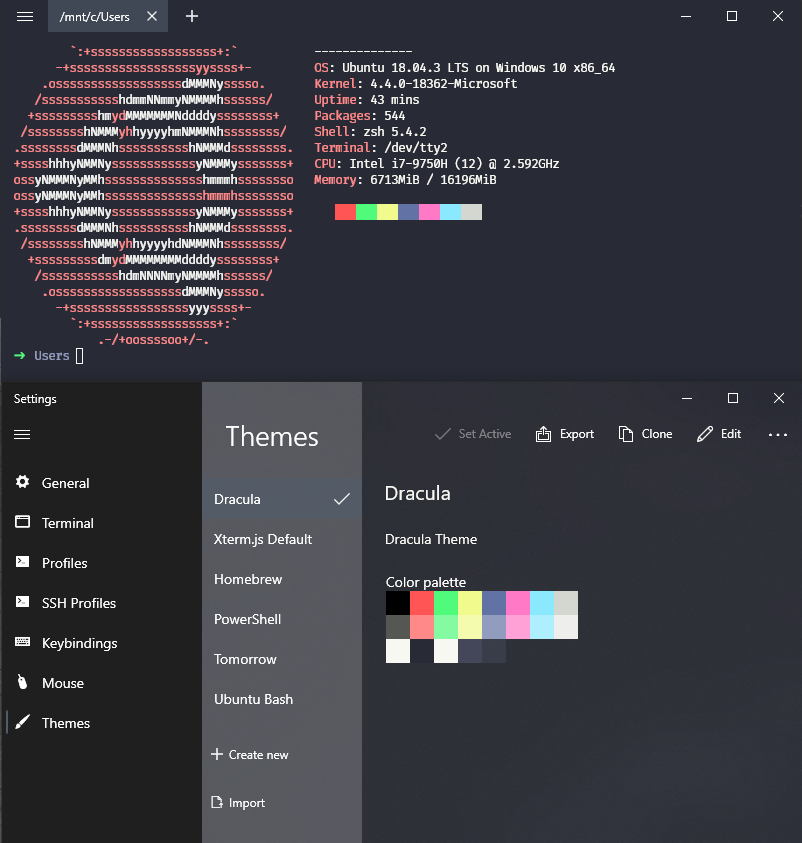 /mnt/c/Users
`:+ssssssssssssssssss+:`
-+ssssssssssssssssssyyssss+-
.osssssssssssssssssssdMMMNysssso.
/ssssssssssshdmmNNmmyNMMMMhssssss/
+ssssssssshmydMMMMMMMNddddyssssssss+
/sssssssshNMMMyhhyyyyhmNMMMNhssssssss/
.ssssssssdMMMNhsssssssssshNMMMdssssssss.
+sssshhhyNMMNyssssssssssssyNMMMysssssss+
ossyNMMMNyMMhsssssssssssssshmmmhssssssso
ossyNMMMNyMMhsssssssssssssshmmmhssssssso
+sssshhhyNMMNyssssssssssssyNMMMysssssss+
.ssssssssdMMMNhsssssssssshNMMMdssssssss.
/sssssssshNMMMyhhyyyyhdNMMMNhssssssss/
+sssssssssdmydMMMMMMMMddddyssssssss+
/ssssssssssshdmNNNNmyNMMMMhssssss/
.osssssssssssssssssssdMMMNysssso.
-+sssssssssssssssssyyyssss+-
`:+ssssssssssssssssss+:`
.-/+oossssoo+/-.
--------------
OS: Ubuntu 18.04.3 LTS on Windows 10 x86_64
Kernel: 4.4.0-18362-Microsoft
Uptime: 43 mins
Packages: 544
Shell: zsh 5.4.2
Terminal: /dev/tty2
CPU: Intel i7-9750H (12) @ 2.592GHz
Memory: 6713MiB / 16196MiB
➜ Users
Settings
General
Terminal
Profiles
SSH Profiles
Keybindings
Mouse
Themes
Themes
Dracula
Xterm.js Default
Homebrew
PowerShell
Tomorrow
Ubuntu Bash
Create new
Import
Set Active
Export
Clone
Edit
Dracula
Dracula Theme
Color palette